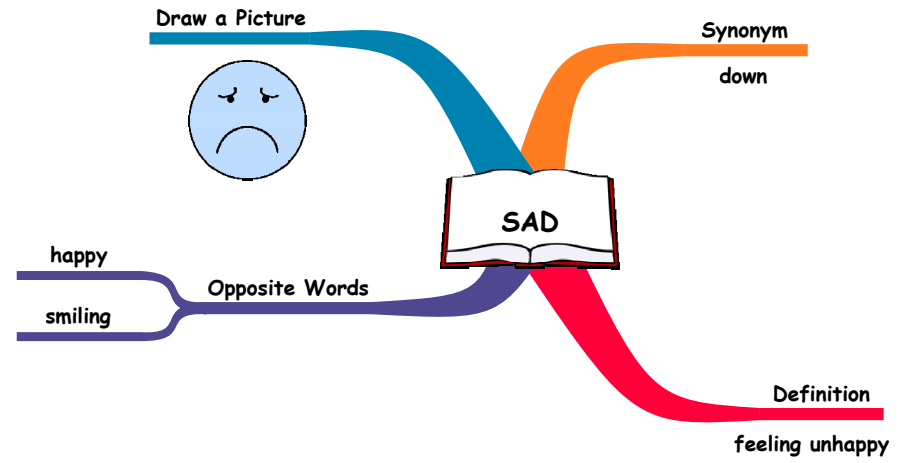 Draw a Picture
Synonym
down
SAD
happy
Opposite Words
smiling
Definition
feeling unhappy